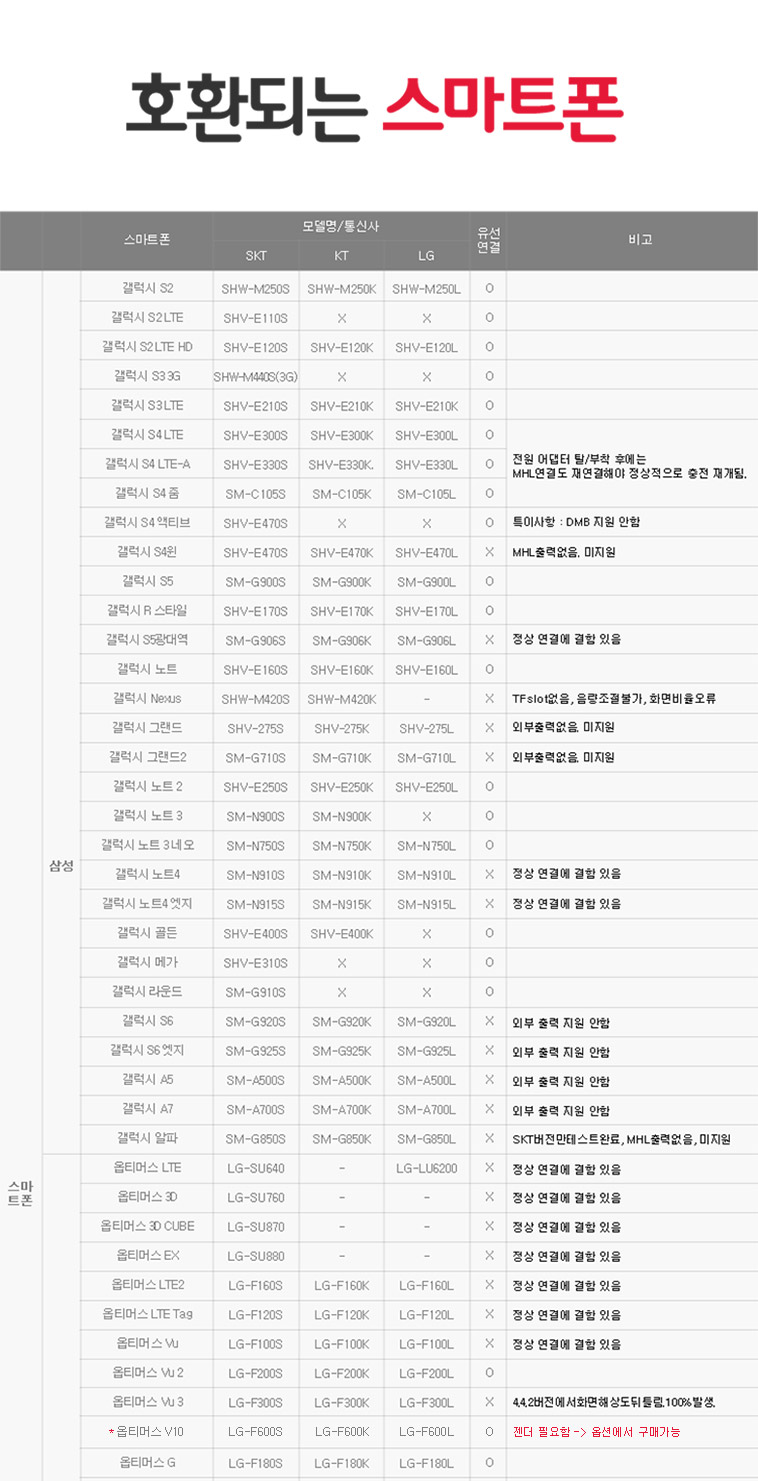 호환되는 스마트폰
스마트폰 모델명/통신사 유선 연결 비고
SKT KT LG
스마트폰
삼성
갤럭시 S2 SHW-M250S SHW-M250K SHW-M250L O
갤럭시 S2 LTE SHV-E110S X X O
갤럭시 S2 LTE HD SHV-E120S SHV-E120K SHV-E120L O
갤럭시 S3 3G SHW-M440S(3G) X X O
갤럭시 S3 LTE SHV-E210S SHV-E210K SHV-E210K O
갤럭시 S4 LTE SHV-E300S SHV-E300K SHV-E300L O
갤럭시 S4 LTE-A SHV-E330S SHV-E330K. SHV-E330L O 전원 어댑터 탈/부착 후에는
MHL연결도 재연결해야 정상적으로 충전 재개됨.
갤럭시 S4 줌 SM-C105S SM-C105K SM-C105L O
갤럭시 S4 액티브 SHV-E470S X X O 특이사항 : DMB 지원 안함
갤럭시 S4윈 SHV-E470S SHV-E470K SHV-E470L X MHL출력없음. 미지원
갤럭시 S5 SM-G900S SM-G900K SM-G900L O
갤럭시 R 스타일 SHV-E170S SHV-E170K SHV-E170L O
갤럭시 S5광대역 SM-G906S SM-G906K SM-G906L X 정상 연결에 결함 있음
갤럭시 노트 SHV-E160S SHV-E160K SHV-E160L O
갤럭시 Nexus SHW-M420S SHW-M420K - X TFslot없음, 음량조절불가, 화면비율오류
갤럭시 그랜드 SHV-275S SHV-275K SHV-275L X 외부출력없음. 미지원
갤럭시 그랜드2 SM-G710S SM-G710K SM-G710L X 외부출력없음. 미지원
갤럭시 노트 2 SHV-E250S SHV-E250K SHV-E250L O
갤럭시 노트 3 SM-N900S SM-N900K X O
갤럭시 노트 3 네오 SM-N750S SM-N750K SM-N750L O
갤럭시 노트4 SM-N910S SM-N910K SM-N910L X 정상 연결에 결함 있음
갤럭시 노트4 엣지 SM-N915S SM-N915K SM-N915L X 정상 연결에 결함 있음
갤럭시 골든 SHV-E400S SHV-E400K X O
갤럭시 메가 SHV-E310S X X O
갤럭시 라운드 SM-G910S X X O
갤럭시 S6 SM-G920S SM-G920K SM-G920L X 외부 출력 지원 안함
갤럭시 S6 엣지 SM-G925S SM-G925K SM-G925L X 외부 출력 지원 안함
갤럭시 A5 SM-A500S SM-A500K SM-A500L X 외부 출력 지원 안함
갤럭시 A7 SM-A700S SM-A700K SM-A700L X 외부 출력 지원 안함
갤럭시 알파 SM-G850S SM-G850K SM-G850L X SKT버전만테스트완료, MHL출력없음, 미지원
옵티머스 LTE LG-SU640 - LG-LU6200 X 정상 연결에 결함 있음
옵티머스 3D LG-SU760 - - X 정상 연결에 결함 있음
옵티머스 3D CUBE LG-SU870 - - X 정상 연결에 결함 있음
옵티머스 EX LG-SU880 - - X 정상 연결에 결함 있음
옵티머스 LTE2 LG-F160S LG-F160K LG-F160L X 정상 연결에 결함 있음
옵티머스 LTE Tag LG-F120S LG-F120K LG-F120L X 정상 연결에 결함 있음
옵티머스 Vu LG-F100S LG-F100K LG-F100L X 정상 연결에 결함 있음
옵티머스 Vu 2 LG-F200S LG-F200K LG-F200L O
옵티머스 Vu 3 LG-F300S LG-F300K LG-F300L X 4.4.2버전에서화면해상도뒤틀림.100%발생.
*옵티머스 V10 LG-F600S LG-F600K LG-F600L O 젠더 필요함 -> 옵션에서 구매가능
옵티머스 G LG-F180S LG-F180K LG-F180L O